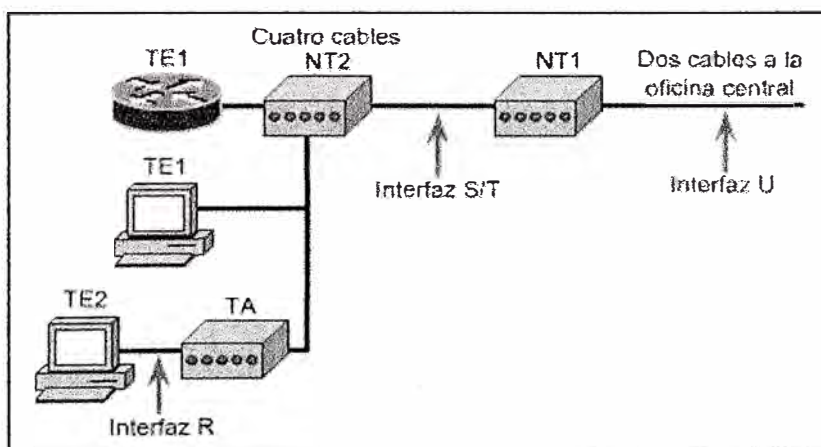 Cuatro cables
TE1
NT2
NT1
Dos cables a la
oficina central
Interfaz S/T
Interfaz U
TE1
TE2
TA
Interfaz R